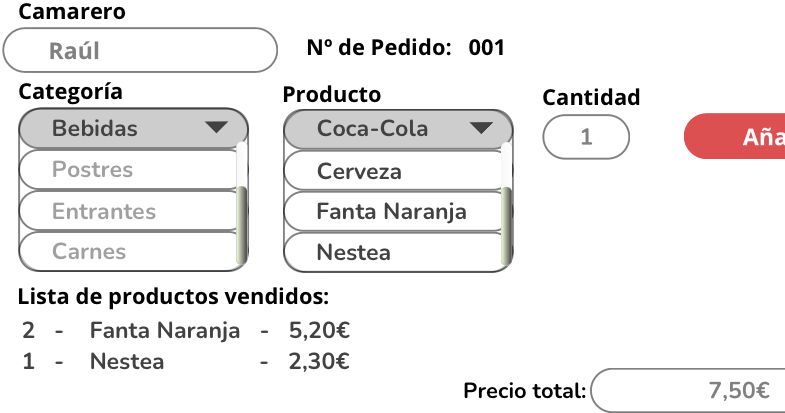 Camarero
Raúl
Nº de Pedido: 001
Categoría
Producto
Cantidad
Bebidas
Coca-Cola
1
Aña
Postres
Cerveza
Entrantes
Fanta Naranja
Carnes
Nestea
Lista de productos vendidos:
2 - Fanta Naranja - 5,20€
1 - Nestea - 2,30€
Precio total: 7,50€